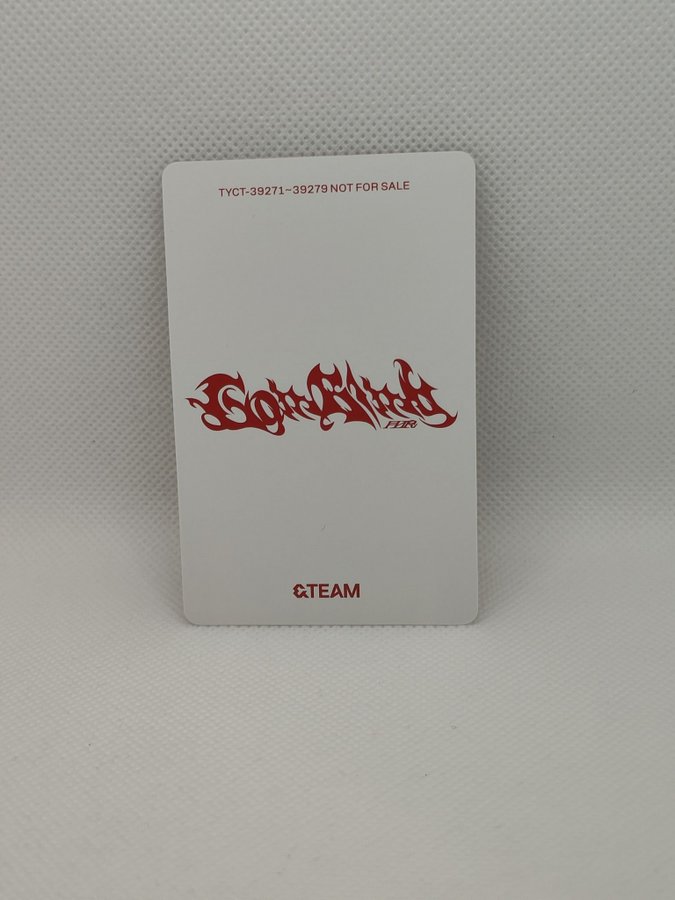 TYCT-39271~39279 NOT FOR SALE
Go in Blind
&TEAM